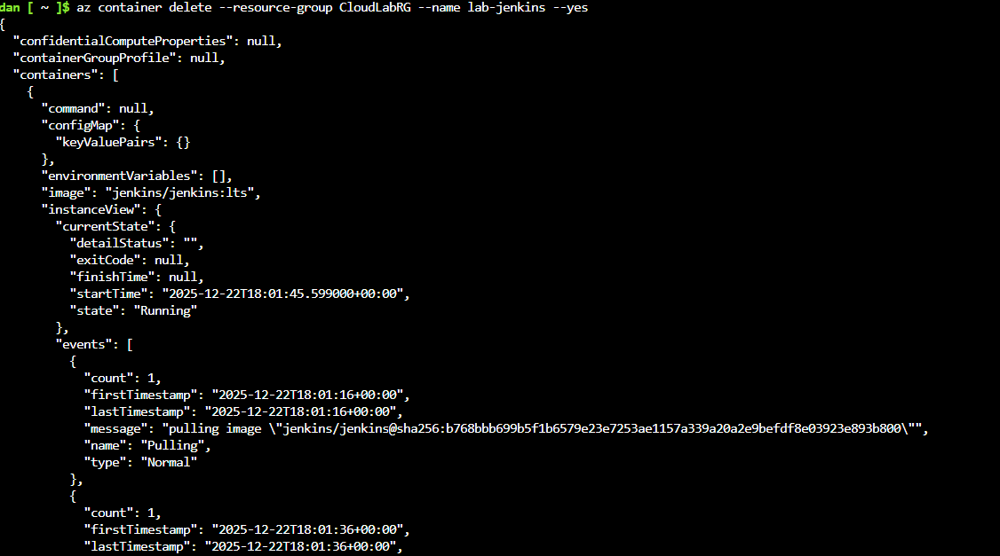 dan [ ~ ]$ az container delete --resource-group CloudLabRG --name lab-jenkins --yes
{
  "confidentialComputeProperties": null,
  "containerGroupProfile": null,
  "containers": [
    {
      "command": null,
      "configMap": {
        "keyValuePairs": {}
      },
      "environmentVariables": [],
      "image": "jenkins/jenkins:lts",
      "instanceView": {
        "currentState": {
          "detailStatus": "",
          "exitCode": null,
          "finishTime": null,
          "startTime": "2025-12-22T18:01:45.599000+00:00",
          "state": "Running"
        },
        "events": [
          {
            "count": 1,
            "firstTimestamp": "2025-12-22T18:01:16+00:00",
            "lastTimestamp": "2025-12-22T18:01:16+00:00",
            "message": "pulling image \"jenkins/jenkins@sha256:b768bbb699b5f1b6579e23e7253ae1157a339a20a2e9befdf8e03923e893b800\"",
            "name": "Pulling",
            "type": "Normal"
          },
          {
            "count": 1,
            "firstTimestamp": "2025-12-22T18:01:36+00:00",
            "lastTimestamp": "2025-12-22T18:01:36+00:00",